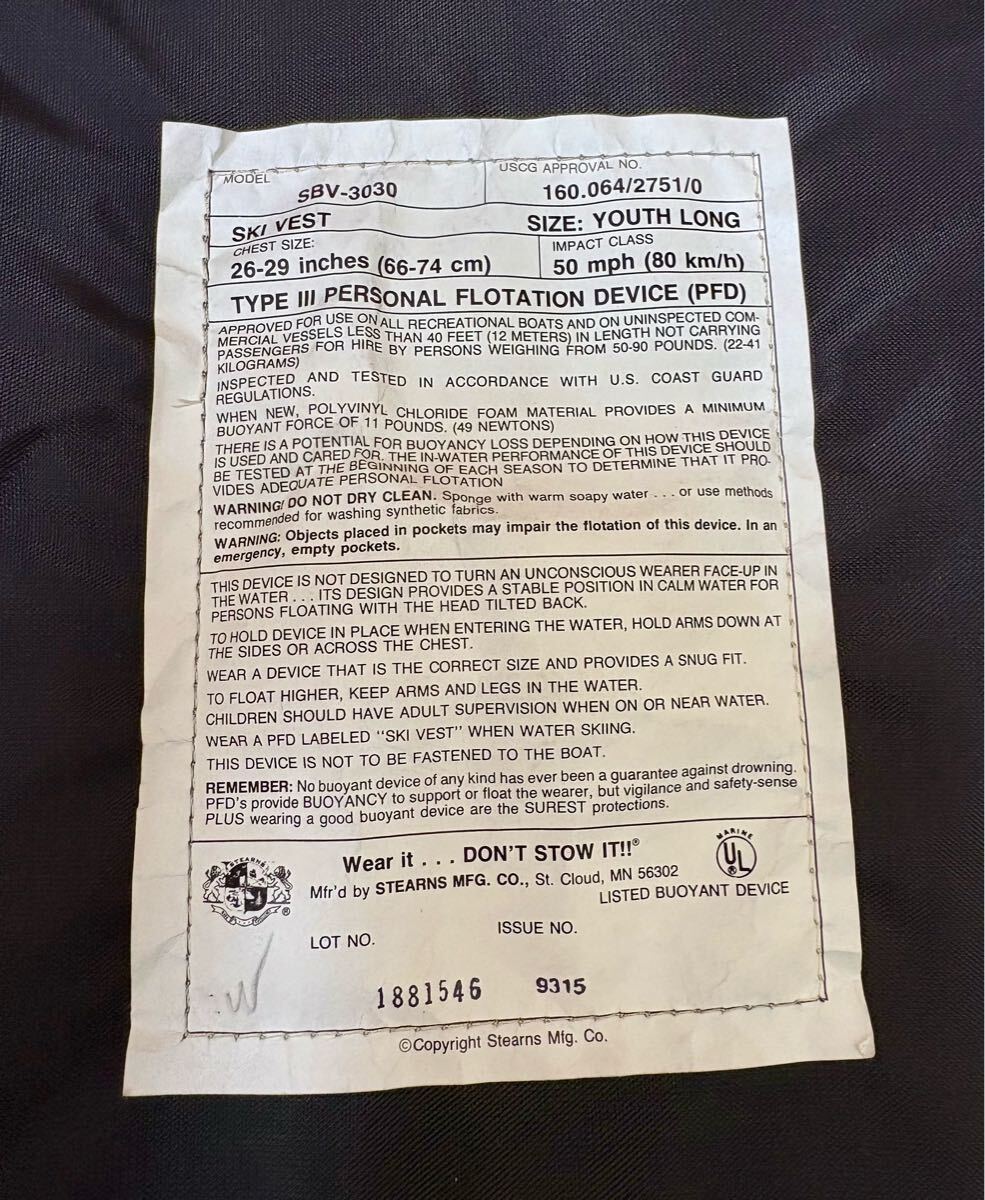 MODEL
SBV-3030
USCG APPROVAL NO.
160.064/2751/0
SKI VEST
SIZE: YOUTH LONG
CHEST SIZE:
26-29 inches (66-74 cm)
IMPACT CLASS
50 mph (80 km/h)
TYPE III PERSONAL FLOTATION DEVICE (PFD)
APPROVED FOR USE ON ALL RECREATIONAL BOATS AND ON UNINSPECTED COM-
MERCIAL VESSELS LESS THAN 40 FEET (12 METERS) IN LENGTH NOT CARRYING
PASSENGERS FOR HIRE BY PERSONS WEIGHING FROM 50-90 POUNDS. (22-41
KILOGRAMS)
INSPECTED AND TESTED IN ACCORDANCE WITH U.S. COAST GUARD
REGULATIONS.
WHEN NEW, POLYVINYL CHLORIDE FOAM MATERIAL PROVIDES A MINIMUM
BUOYANT FORCE OF 11 POUNDS. (49 NEWTONS)
THERE IS A POTENTIAL FOR BUOYANCY LOSS DEPENDING ON HOW THIS DEVICE
IS USED AND CARED FOR. THE IN-WATER PERFORMANCE OF THIS DEVICE SHOULD
BE TESTED AT THE BEGINNING OF EACH SEASON TO DETERMINE THAT IT PRO-
VIDES ADEQUATE PERSONAL FLOTATION
WARNING! DO NOT DRY CLEAN. Sponge with warm soapy water . . . or use methods
recommended for washing synthetic fabrics.
WARNING: Objects placed in pockets may impair the flotation of this device. In an
emergency, empty pockets.
THIS DEVICE IS NOT DESIGNED TO TURN AN UNCONSCIOUS WEARER FACE-UP IN
THE WATER . . . ITS DESIGN PROVIDES A STABLE POSITION IN CALM WATER FOR
PERSONS FLOATING WITH THE HEAD TILTED BACK.
TO HOLD DEVICE IN PLACE WHEN ENTERING THE WATER, HOLD ARMS DOWN AT
THE SIDES OR ACROSS THE CHEST.
WEAR A DEVICE THAT IS THE CORRECT SIZE AND PROVIDES A SNUG FIT.
TO FLOAT HIGHER, KEEP ARMS AND LEGS IN THE WATER.
CHILDREN SHOULD HAVE ADULT SUPERVISION WHEN ON OR NEAR WATER.
WEAR A PFD LABELED "SKI VEST" WHEN WATER SKIING.
THIS DEVICE IS NOT TO BE FASTENED TO THE BOAT.
REMEMBER: No buoyant device of any kind has ever been a guarantee against drowning.
PFD's provide BUOYANCY to support or float the wearer, but vigilance and safety-sense
PLUS wearing a good buoyant device are the SUREST protections.
STEARNS
®
Wear it . . . DON'T STOW IT!!®
Mfr'd by STEARNS MFG. CO., St. Cloud, MN 56302
MARINE
UL
®
LISTED BUOYANT DEVICE
LOT NO.
ISSUE NO.
1881546
9315
©Copyright Stearns Mfg. Co.